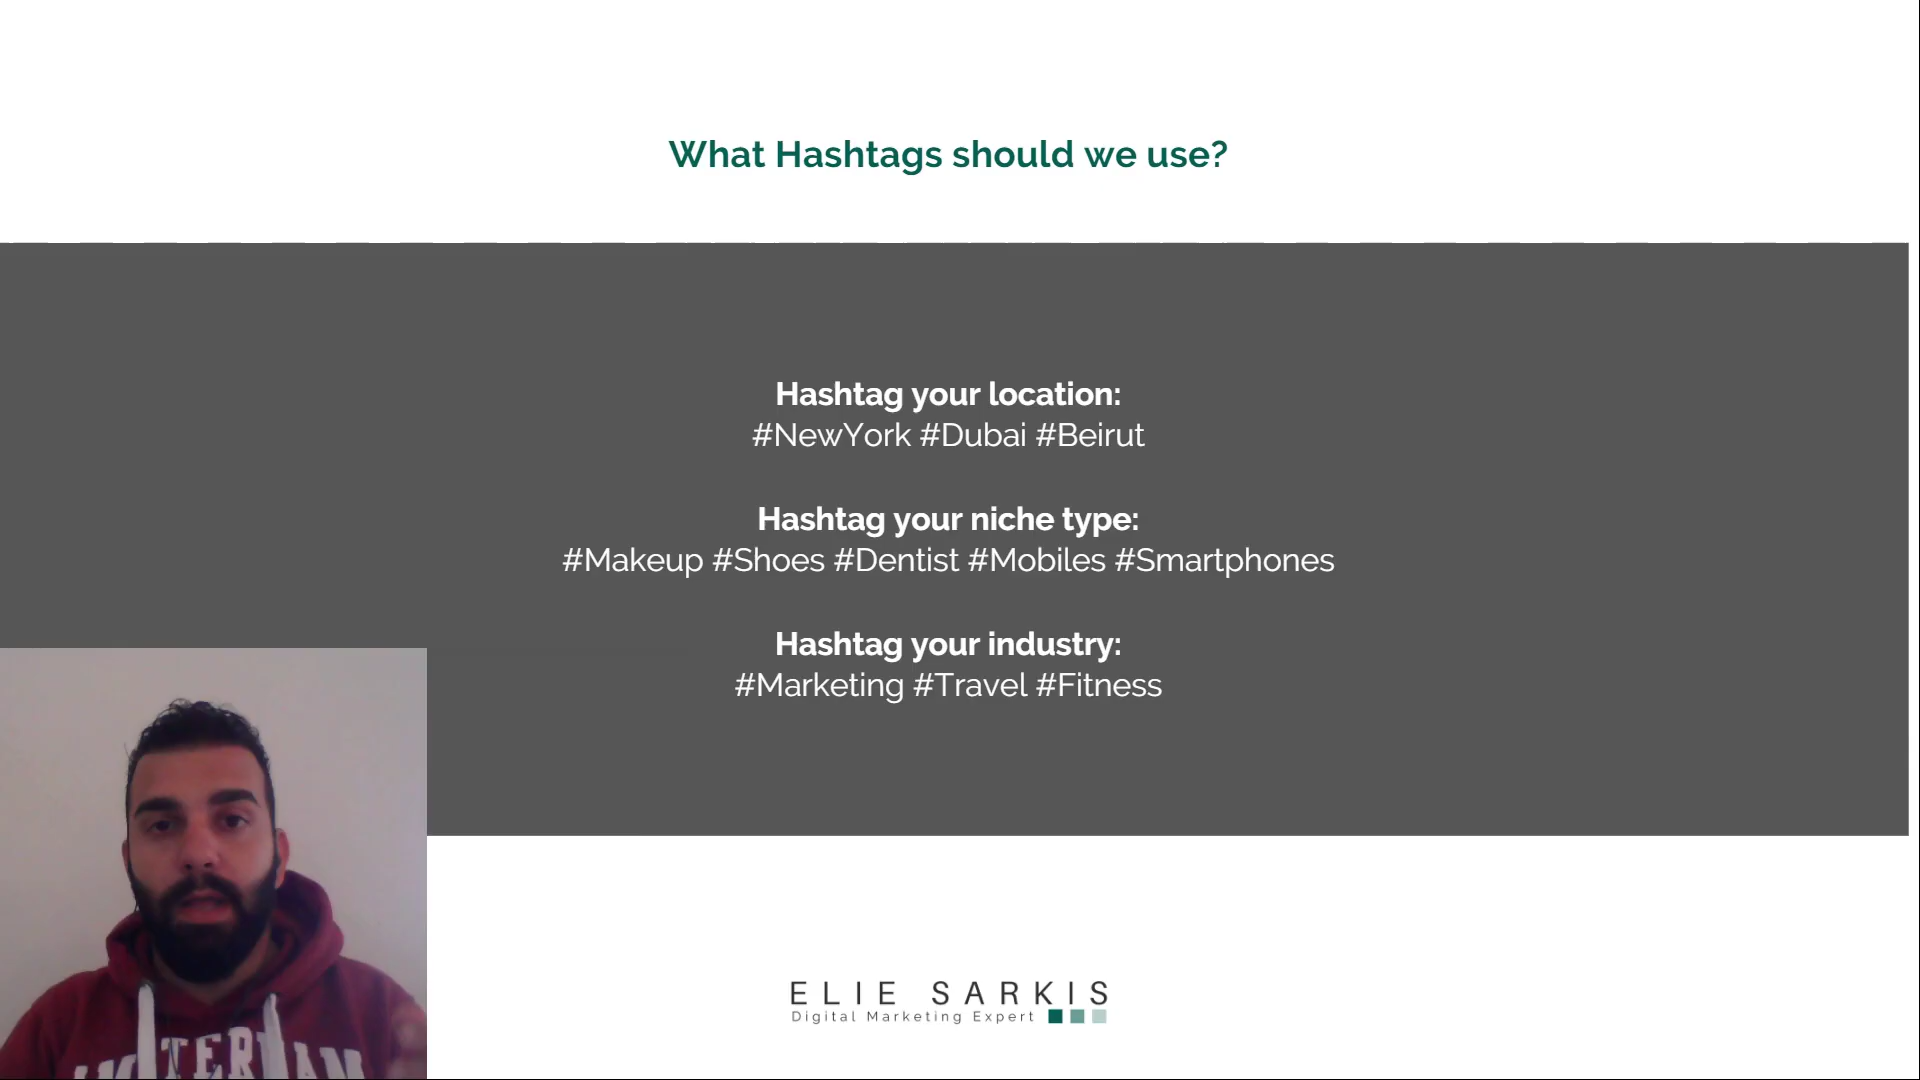 What Hashtags should we use?
Hashtag your location:
#NewYork #Dubai #Beirut
Hashtag your niche type:
#Makeup #Shoes #Dentist #Mobiles #Smartphones
Hashtag your industry:
#Marketing #Travel #Fitness
ELIE SARKIS
Digital Marketing Expert